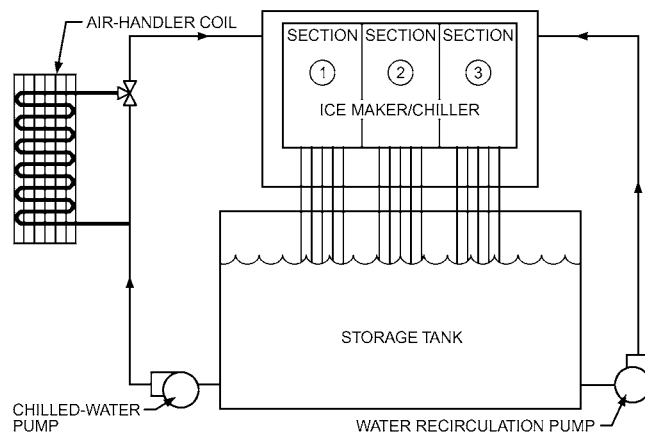 AIR-HANDLER COIL
SECTION SECTION SECTION
1 2 3
ICE MAKER/CHILLER
STORAGE TANK
CHILLED-WATER
PUMP
WATER RECIRCULATION PUMP